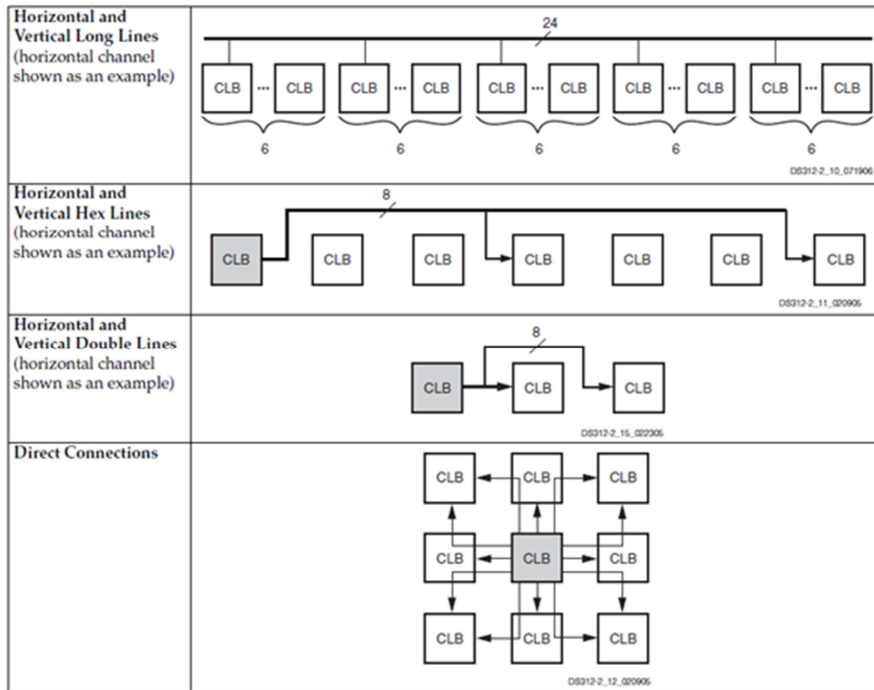 Horizontal and
Vertical Long Lines
(horizontal channel
shown as an example)
24
CLB ... CLB CLB ... CLB CLB ... CLB CLB ... CLB CLB ... CLB
6 6 6 6 6
DS312-2_10_071906
Horizontal and
Vertical Hex Lines
(horizontal channel
shown as an example)
8
CLB CLB CLB CLB CLB CLB CLB
DS312-2_11_020905
Horizontal and
Vertical Double Lines
(horizontal channel
shown as an example)
8
CLB CLB CLB
DS312-2_15_022305
Direct Connections
CLB CLB CLB
CLB CLB CLB
CLB CLB CLB
DS312-2_12_020905